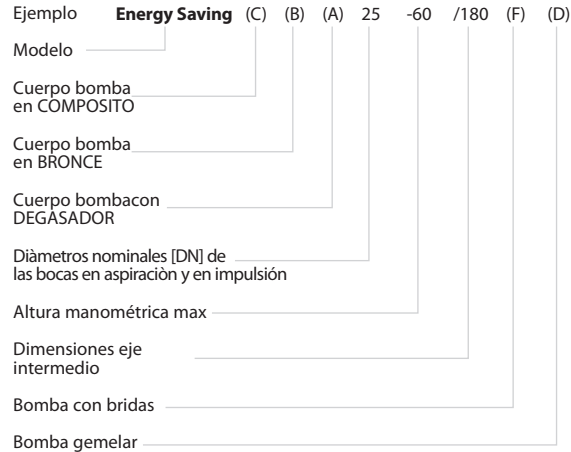 Ejemplo Energy Saving (C) (B) (A) 25 -60 /180 (F) (D)
Modelo
Cuerpo bomba
en COMPOSITO
Cuerpo bomba
en BRONCE
Cuerpo bombacon
DEGASADOR
Diàmetros nominales [DN] de
las bocas en aspiraciòn y en impulsión
Altura manométrica max
Dimensiones eje
intermedio
Bomba con bridas
Bomba gemelar